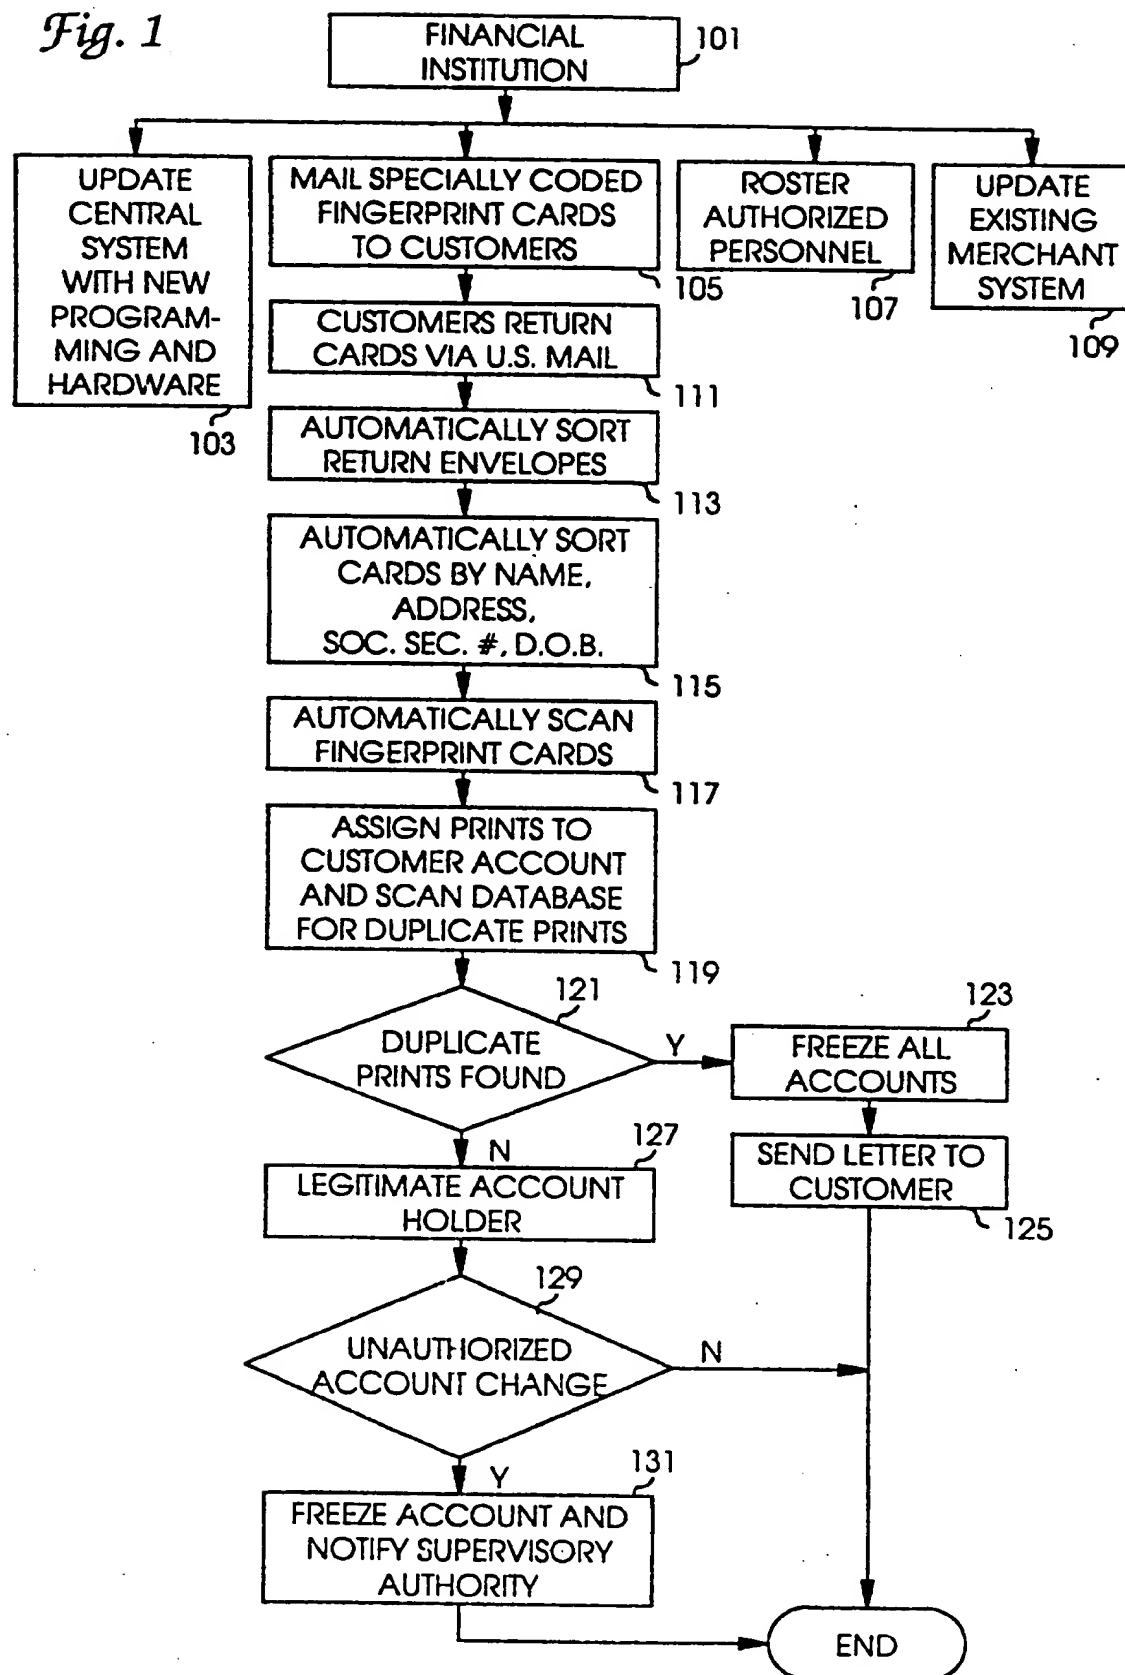 Fig. 1
FINANCIAL
INSTITUTION
101
UPDATE
CENTRAL
SYSTEM
WITH NEW
PROGRAM-
MING AND
HARDWARE
103
MAIL SPECIALLY CODED
FINGERPRINT CARDS
TO CUSTOMERS
105
ROSTER
AUTHORIZED
PERSONNEL
107
UPDATE
EXISTING
MERCHANT
SYSTEM
109
CUSTOMERS RETURN
CARDS VIA U.S. MAIL
111
AUTOMATICALLY SORT
RETURN ENVELOPES
113
AUTOMATICALLY SORT
CARDS BY NAME,
ADDRESS,
SOC. SEC. #, D.O.B.
115
AUTOMATICALLY SCAN
FINGERPRINT CARDS
117
ASSIGN PRINTS TO
CUSTOMER ACCOUNT
AND SCAN DATABASE
FOR DUPLICATE PRINTS
119
121
DUPLICATE
PRINTS FOUND
Y
123
FREEZE ALL
ACCOUNTS
SEND LETTER TO
CUSTOMER
125
N
127
LEGITIMATE ACCOUNT
HOLDER
129
UNAUTHORIZED
ACCOUNT CHANGE
N
Y
131
FREEZE ACCOUNT AND
NOTIFY SUPERVISORY
AUTHORITY
END